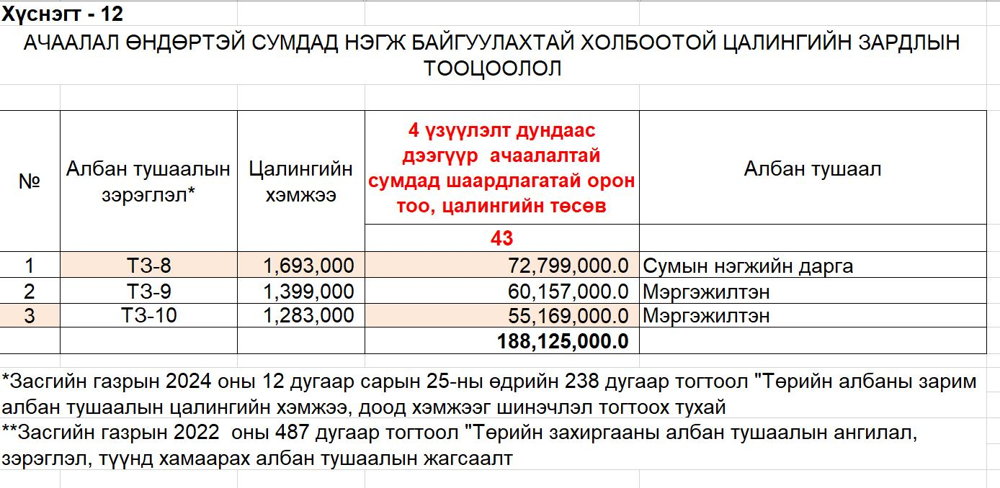 Хүснэгт - 12
АЧААЛАЛ ӨНДӨРТЭЙ СУМДАД НЭГЖ БАЙГУУЛАХТАЙ ХОЛБООТОЙ ЦАЛИНГИЙН ЗАРДЛЫН
ТООЦООЛОЛ
№
Албан тушаалын
зэрэглэл*
Цалингийн
хэмжээ
4 үзүүлэлт дундаас
дээгүүр ачаалалтай
сумдад шаардлагатай орон
тоо, цалингийн төсөв
Албан тушаал
43
1 ТЗ-8 1,693,000 72,799,000.0 Сумын нэгжийн дарга
2 ТЗ-9 1,399,000 60,157,000.0 Мэргэжилтэн
3 ТЗ-10 1,283,000 55,169,000.0 Мэргэжилтэн
188,125,000.0
*Засгийн газрын 2024 оны 12 дугаар сарын 25-ны өдрийн 238 дугаар тогтоол "Төрийн албаны зарим
албан тушаалын цалингийн хэмжээ, доод хэмжээг шинэчлэл тогтоох тухай
**Засгийн газрын 2022 оны 487 дугаар тогтоол "Төрийн захиргааны албан тушаалын ангилал,
зэрэглэл, түүнд хамаарах албан тушаалын жагсаалт